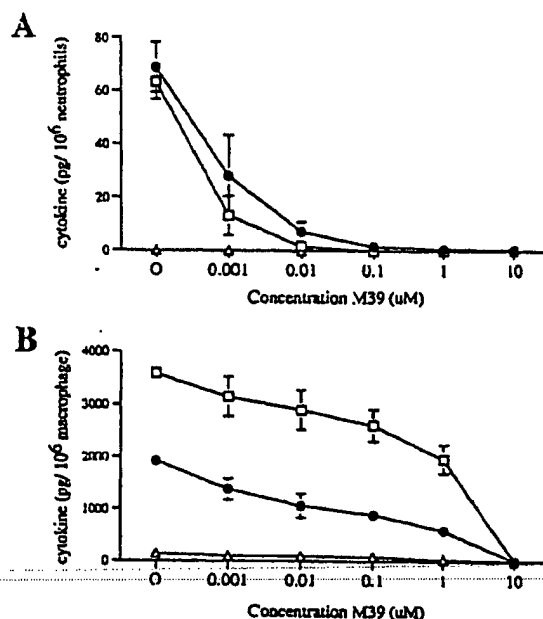 A
cytokine (pg/ 10^6 neutrophils)
80
60
40
20
0
O 0.001 0.01 0.1 1 10
Concentration M39 (uM)
B
cytokine (pg/ 10^6 macrophage)
4000
3000
2000
1000
0
O 0.001 0.01 0.1 1 10
Concentration M39 (uM)